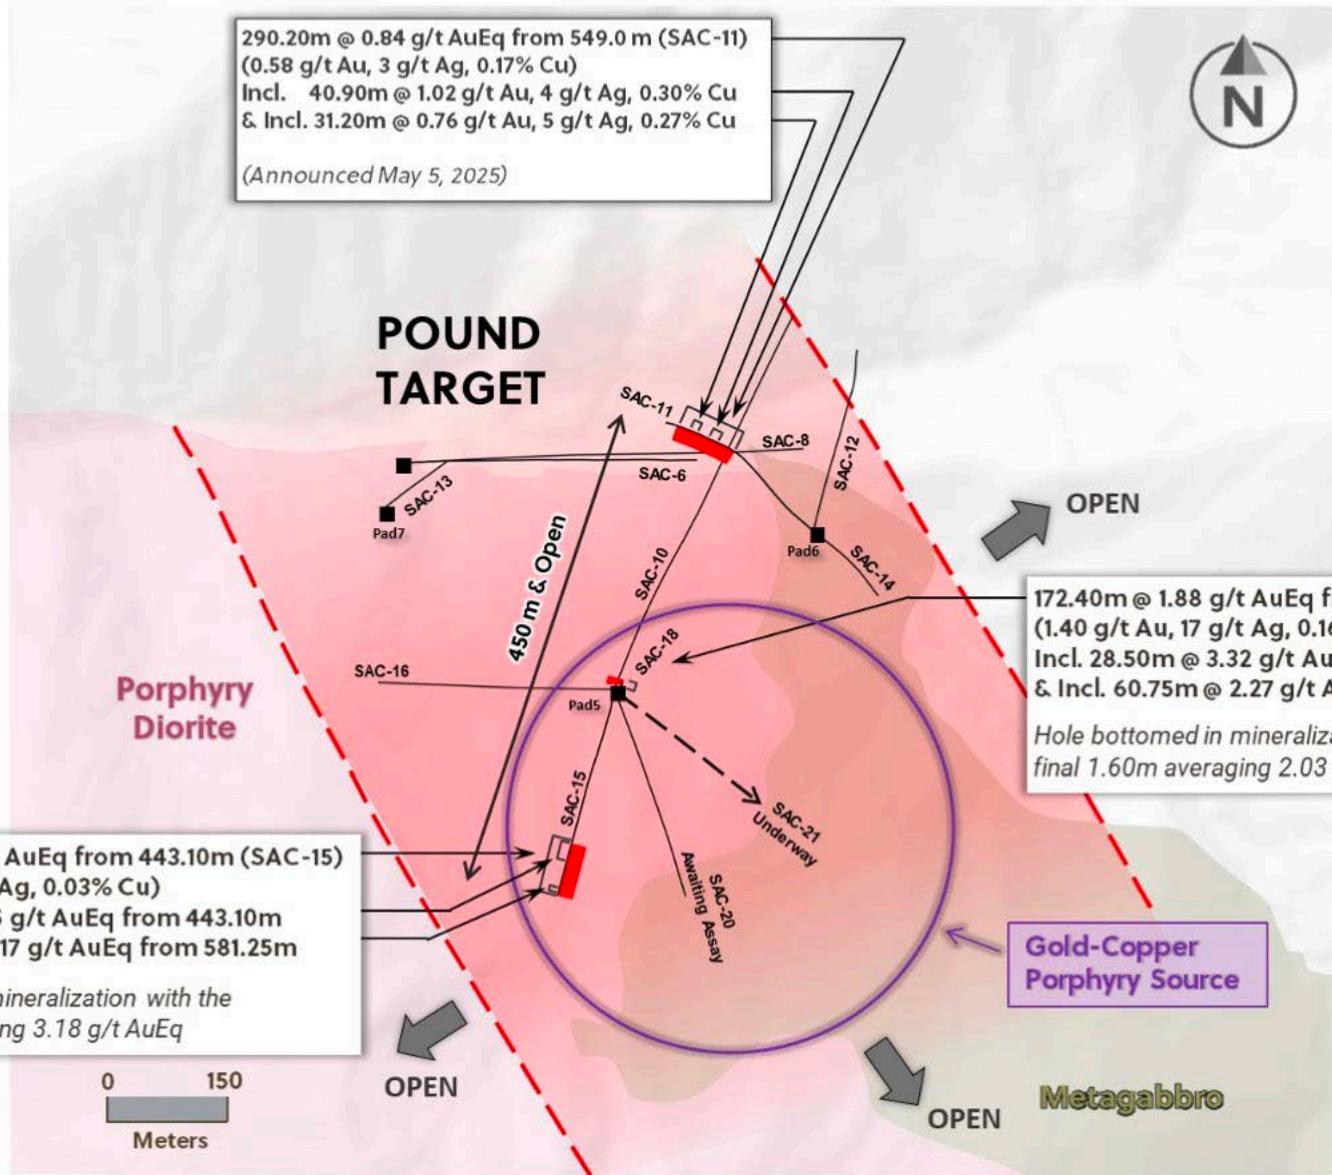 290.20m @ 0.84 g/t AuEq from 549.0 m (SAC-11)
(0.58 g/t Au, 3 g/t Ag, 0.17% Cu)
Incl. 40.90m @ 1.02 g/t Au, 4 g/t Ag, 0.30% Cu
& Incl. 31.20m @ 0.76 g/t Au, 5 g/t Ag, 0.27% Cu
(Announced May 5, 2025)
N
POUND
TARGET
SAC-11
SAC-8
SAC-6
SAC-12
SAC-13
Pad7
Pad6
SAC-14
OPEN
SAC-10
450 m & Open
172.40m @ 1.88 g/t AuEq f
(1.40 g/t Au, 17 g/t Ag, 0.16
Incl. 28.50m @ 3.32 g/t Au
& Incl. 60.75m @ 2.27 g/t A
Hole bottomed in mineraliza
final 1.60m averaging 2.03
SAC-18
SAC-16
Pad5
Porphyry
Diorite
SAC-15
SAC-21
Underway
SAC-20
Awaiting Assay
AuEq from 443.10m (SAC-15)
Ag, 0.03% Cu)
g/t AuEq from 443.10m
17 g/t AuEq from 581.25m
mineralization with the
ng 3.18 g/t AuEq
Gold-Copper
Porphyry Source
OPEN
OPEN
Metagabbro
0 150
Meters